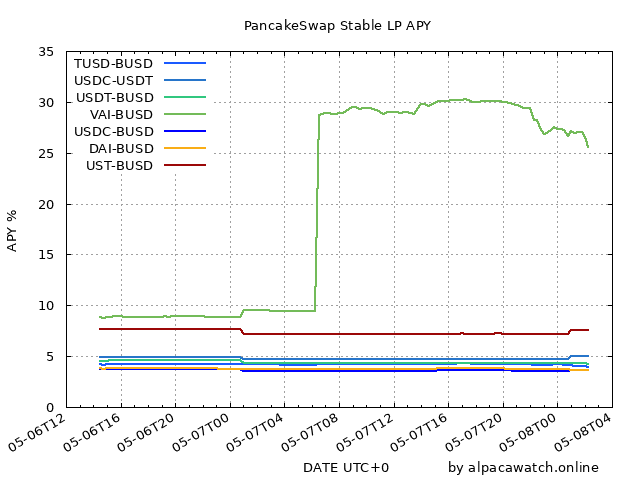 PancakeSwap Stable LP APY
35
30
25
20
15
10
5
0
APY %
TUSD-BUSD
USDC-USDT
USDT-BUSD
VAI-BUSD
USDC-BUSD
DAI-BUSD
UST-BUSD
05-06T12
05-06T16
05-06T20
05-07T00
05-07T04
05-07T08
05-07T12
05-07T16
05-07T20
05-08T00
05-08T04
DATE UTC+0
by alpacawatch.online